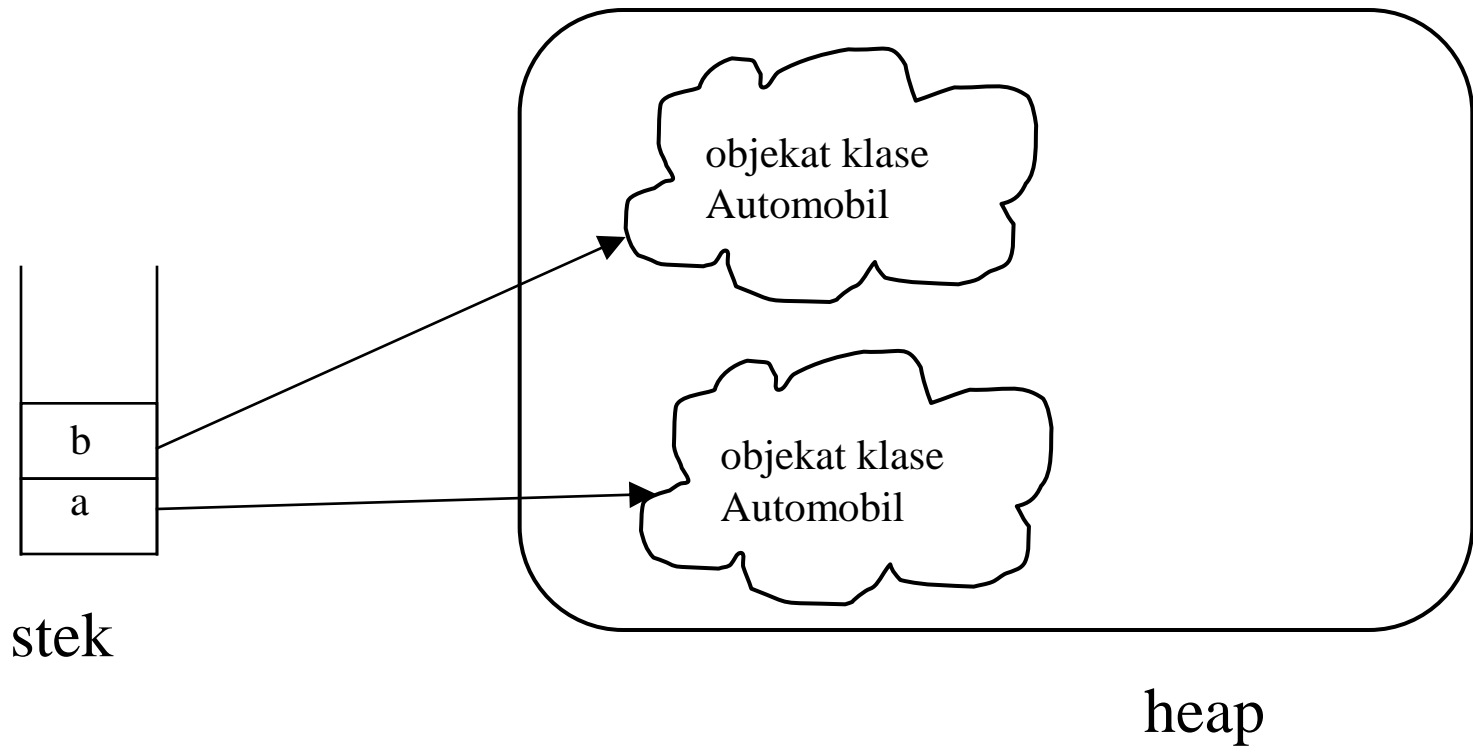 objekat klase
Automobil
b
a
objekat klase
Automobil
stek
heap